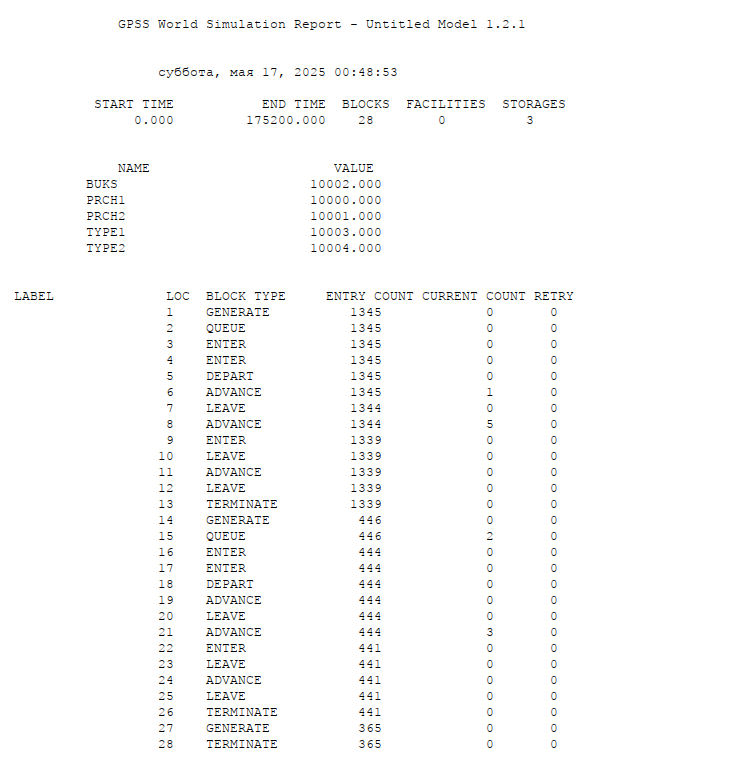 GPSS World Simulation Report - Untitled Model 1.2.1
суббота, мая 17, 2025 00:48:53
START TIME END TIME BLOCKS FACILITIES STORAGES
0.000 175200.000 28 0 3
NAME VALUE
BUKS 10002.000
PRCH1 10000.000
PRCH2 10001.000
TYPE1 10003.000
TYPE2 10004.000
LABEL LOC BLOCK TYPE ENTRY COUNT CURRENT COUNT RETRY
1 GENERATE 1345 0 0
2 QUEUE 1345 0 0
3 ENTER 1345 0 0
4 ENTER 1345 0 0
5 DEPART 1345 0 0
6 ADVANCE 1345 1 0
7 LEAVE 1344 0 0
8 ADVANCE 1344 5 0
9 ENTER 1339 0 0
10 LEAVE 1339 0 0
11 ADVANCE 1339 0 0
12 LEAVE 1339 0 0
13 TERMINATE 1339 0 0
14 GENERATE 446 0 0
15 QUEUE 446 2 0
16 ENTER 444 0 0
17 ENTER 444 0 0
18 DEPART 444 0 0
19 ADVANCE 444 0 0
20 LEAVE 444 0 0
21 ADVANCE 444 3 0
22 ENTER 441 0 0
23 LEAVE 441 0 0
24 ADVANCE 441 0 0
25 LEAVE 441 0 0
26 TERMINATE 441 0 0
27 GENERATE 365 0 0
28 TERMINATE 365 0 0